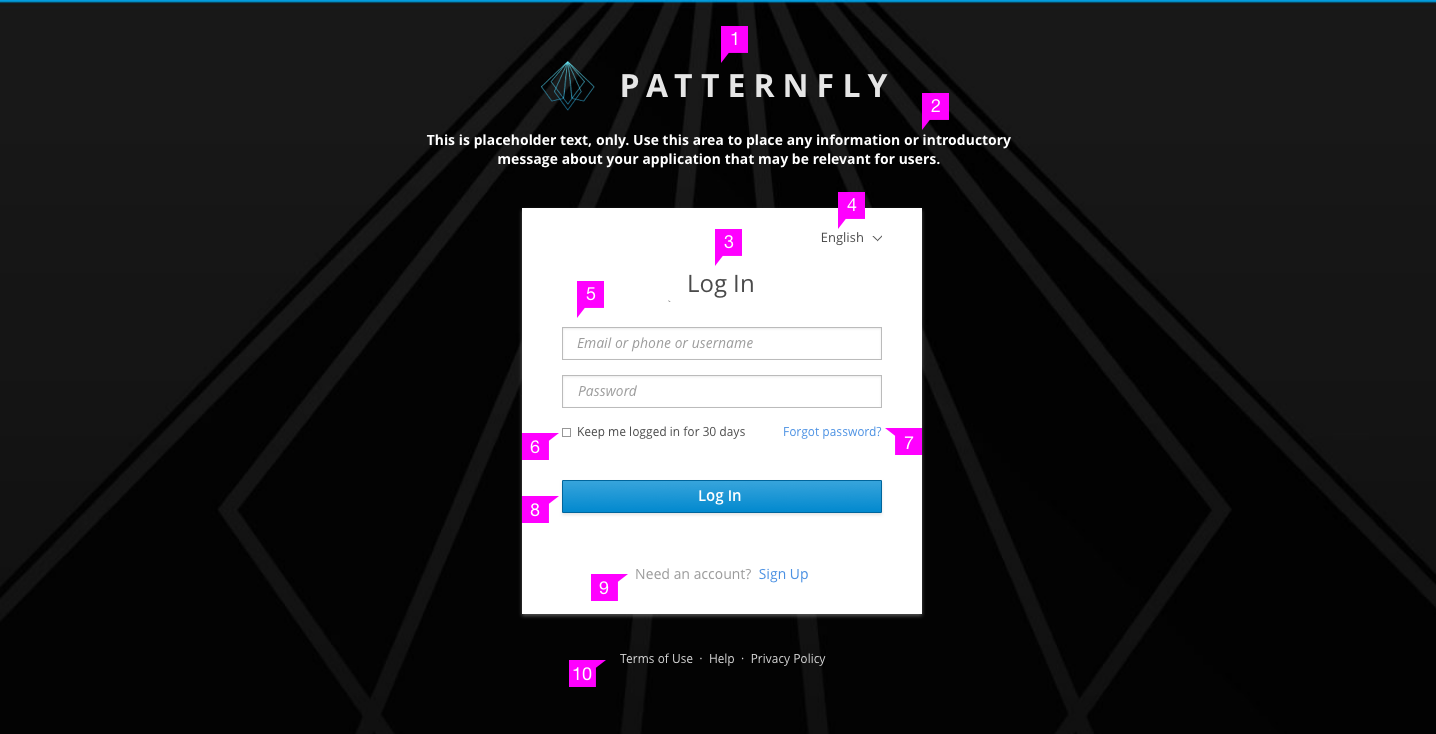 1
PATTERNFLY
2
This is placeholder text, only. Use this area to place any information or introductory
message about your application that may be relevant for users.
4
English
3
Log In
5
Email or phone or username
Password
6
Keep me logged in for 30 days
Forgot password?
7
8
Log In
9
Need an account? Sign Up
10
Terms of Use · Help · Privacy Policy